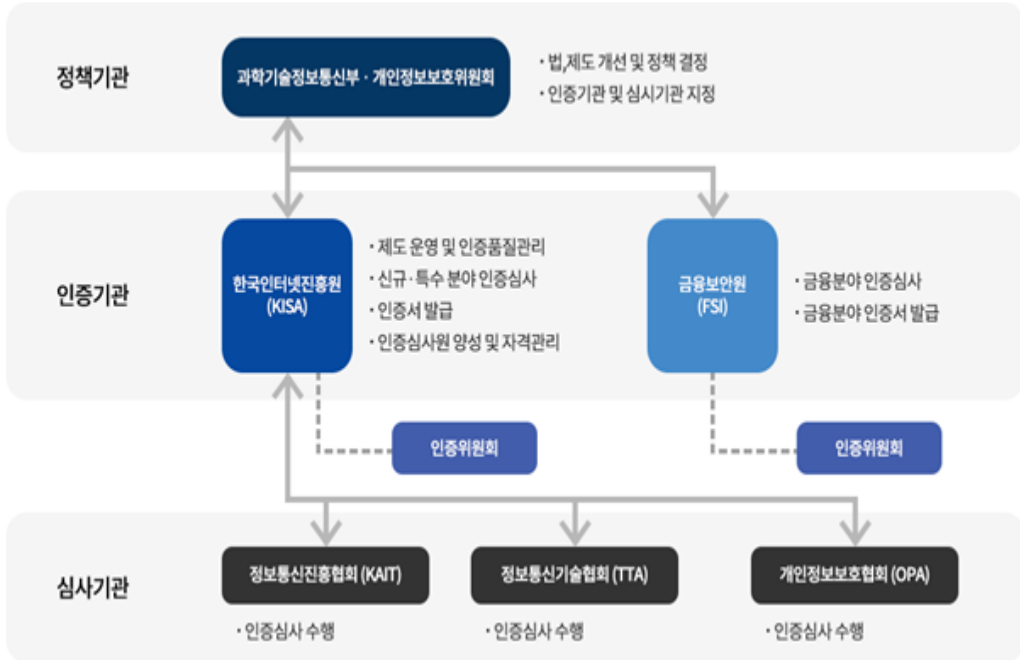 정책기관
과학기술정보통신부 · 개인정보보호위원회
· 법,제도 개선 및 정책 결정
· 인증기관 및 심시기관 지정
인증기관
한국인터넷진흥원
(KISA)
· 제도 운영 및 인증품질관리
· 신규·특수 분야 인증심사
· 인증서 발급
· 인증심사원 양성 및 자격관리
금융보안원
(FSI)
· 금융분야 인증심사
· 금융분야 인증서 발급
인증위원회
인증위원회
심사기관
정보통신진흥협회 (KAIT)
· 인증심사 수행
정보통신기술협회 (TTA)
· 인증심사 수행
개인정보보호협회 (OPA)
· 인증심사 수행